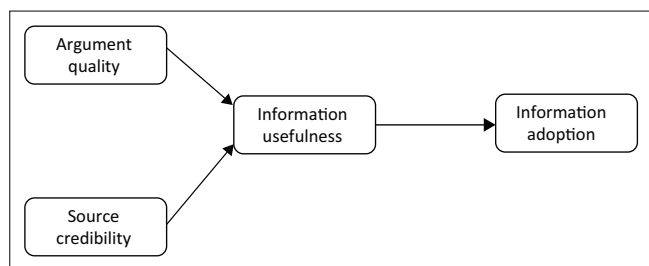 Argument
quality
Information
usefulness
Information
adoption
Source
credibility